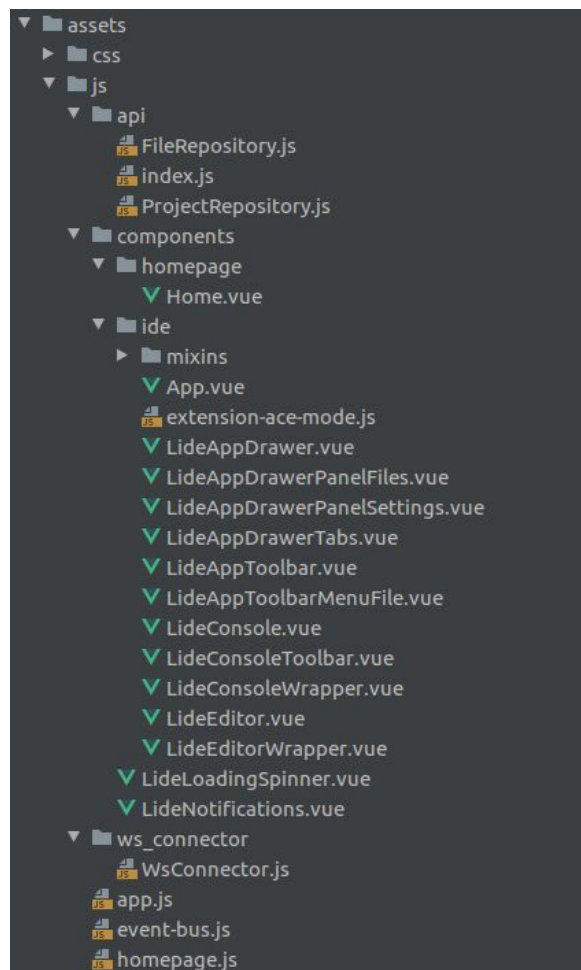 assets
css
js
api
FileRepository.js
index.js
ProjectRepository.js
components
homepage
Home.vue
ide
mixins
App.vue
extension-ace-mode.js
LideAppDrawer.vue
LideAppDrawerPanelFiles.vue
LideAppDrawerPanelSettings.vue
LideAppDrawerTabs.vue
LideAppToolbar.vue
LideAppToolbarMenuFile.vue
LideConsole.vue
LideConsoleToolbar.vue
LideConsoleWrapper.vue
LideEditor.vue
LideEditorWrapper.vue
LideLoadingSpinner.vue
LideNotifications.vue
ws_connector
WsConnector.js
app.js
event-bus.js
homepage.js